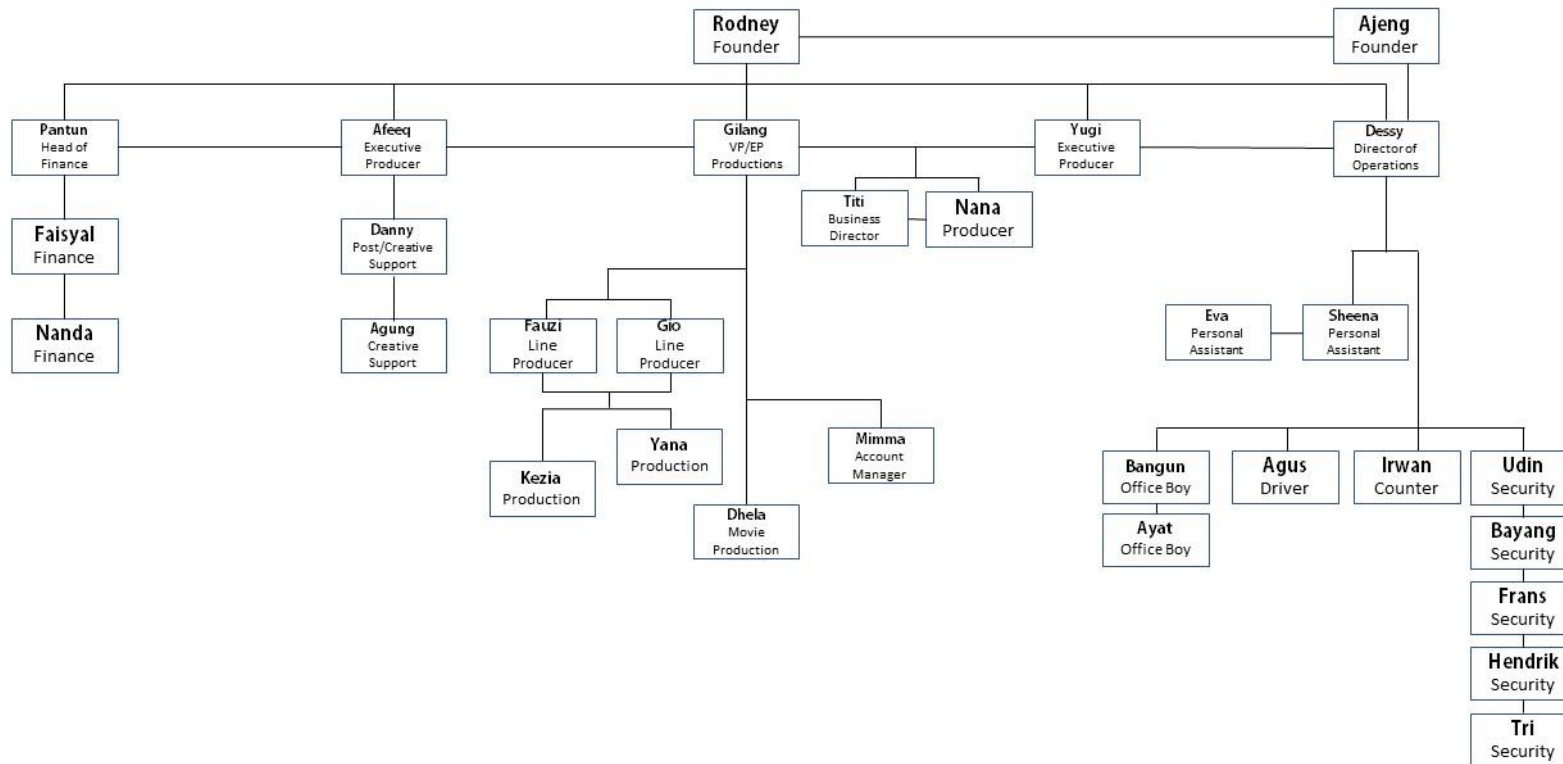 Rodney
Founder
Ajeng
Founder
Pantun
Head of
Finance
Afeeq
Executive
Producer
Gilang
VP/EP
Productions
Yugi
Executive
Producer
Dessy
Director of
Operations
Titi
Business
Director
Nana
Producer
Faisyal
Finance
Danny
Post/Creative
Support
Nanda
Finance
Agung
Creative
Support
Fauzi
Line
Producer
Gio
Line
Producer
Eva
Personal
Assistant
Sheena
Personal
Assistant
Kezia
Production
Yana
Production
Mimma
Account
Manager
Dhela
Movie
Production
Bangun
Office Boy
Agus
Driver
Irwan
Counter
Udin
Security
Ayat
Office Boy
Bayang
Security
Frans
Security
Hendrik
Security
Tri
Security